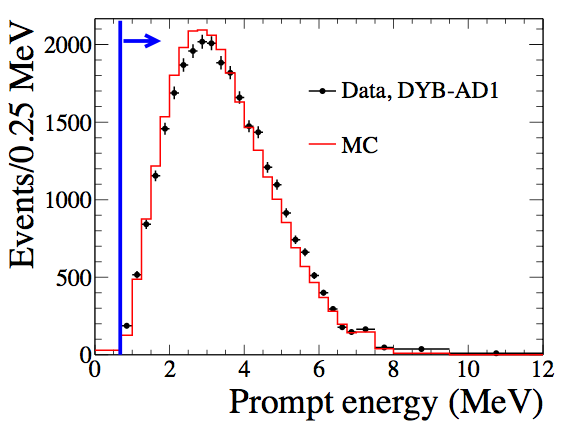 Events/0.25 MeV
2000
1500
1000
500
0
Data, DYB-AD1
MC
0 2 4 6 8 10 12
Prompt energy (MeV)